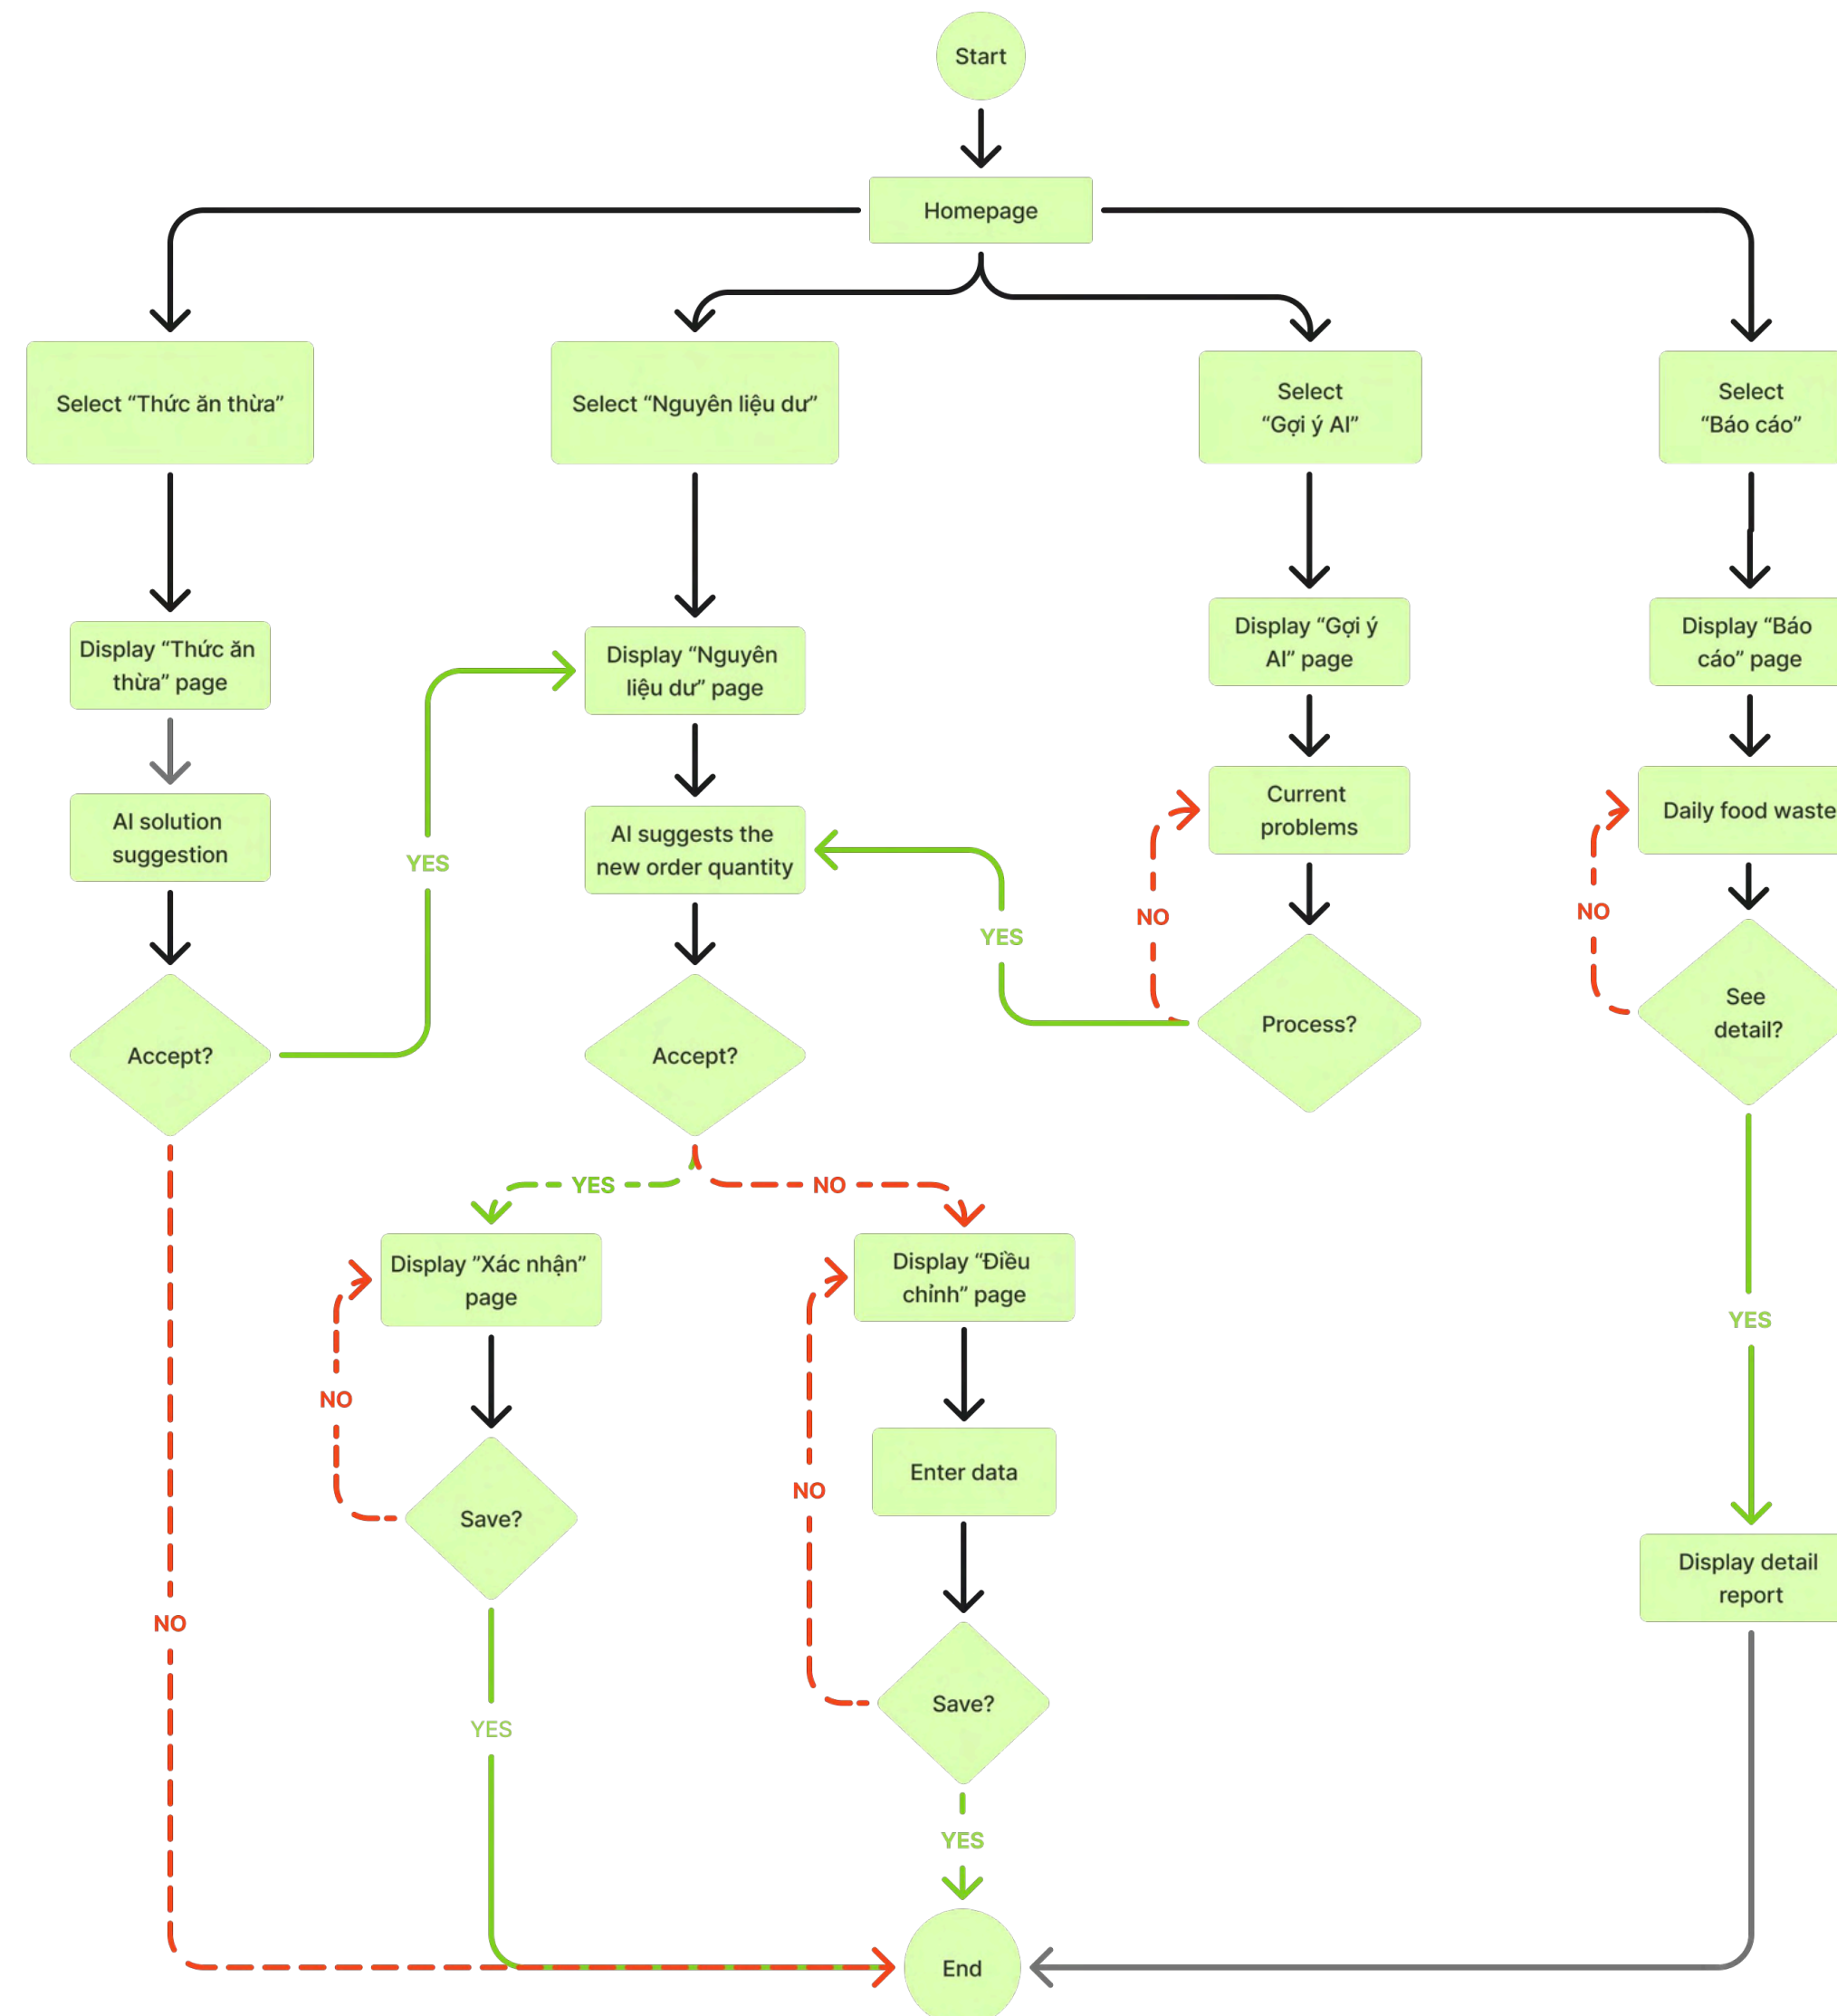 Start
Homepage
Select “Thức ăn thừa”
Select “Nguyên liệu dư”
Select
“Gợi ý AI”
Select
“Báo cáo”
Display “Thức ăn
thừa” page
Display “Nguyên
liệu dư” page
Display “Gợi ý
AI” page
Display “Báo
cáo” page
AI solution
suggestion
YES
AI suggests the
new order quantity
Current
problems
Daily food waste
NO
NO
YES
Accept?
Accept?
Process?
See
detail?
YES
NO
Display ”Xác nhận”
page
Display “Điều
chỉnh” page
YES
NO
NO
Enter data
Save?
Display detail
report
NO
Save?
YES
YES
End